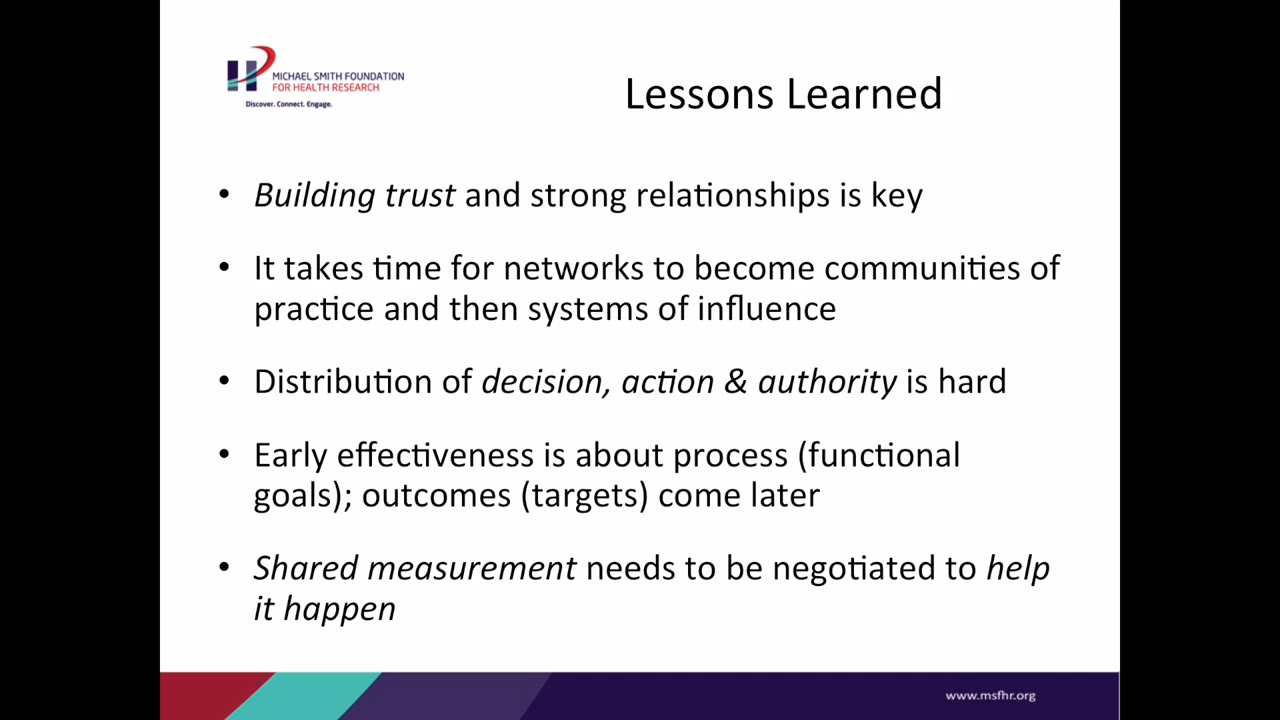 MICHAEL SMITH FOUNDATION
FOR HEALTH RESEARCH
Discover. Connect. Engage.
Lessons Learned
• Building trust and strong relationships is key
• It takes time for networks to become communities of
practice and then systems of influence
• Distribution of decision, action & authority is hard
• Early effectiveness is about process (functional
goals); outcomes (targets) come later
• Shared measurement needs to be negotiated to help
it happen
www.msfhr.org